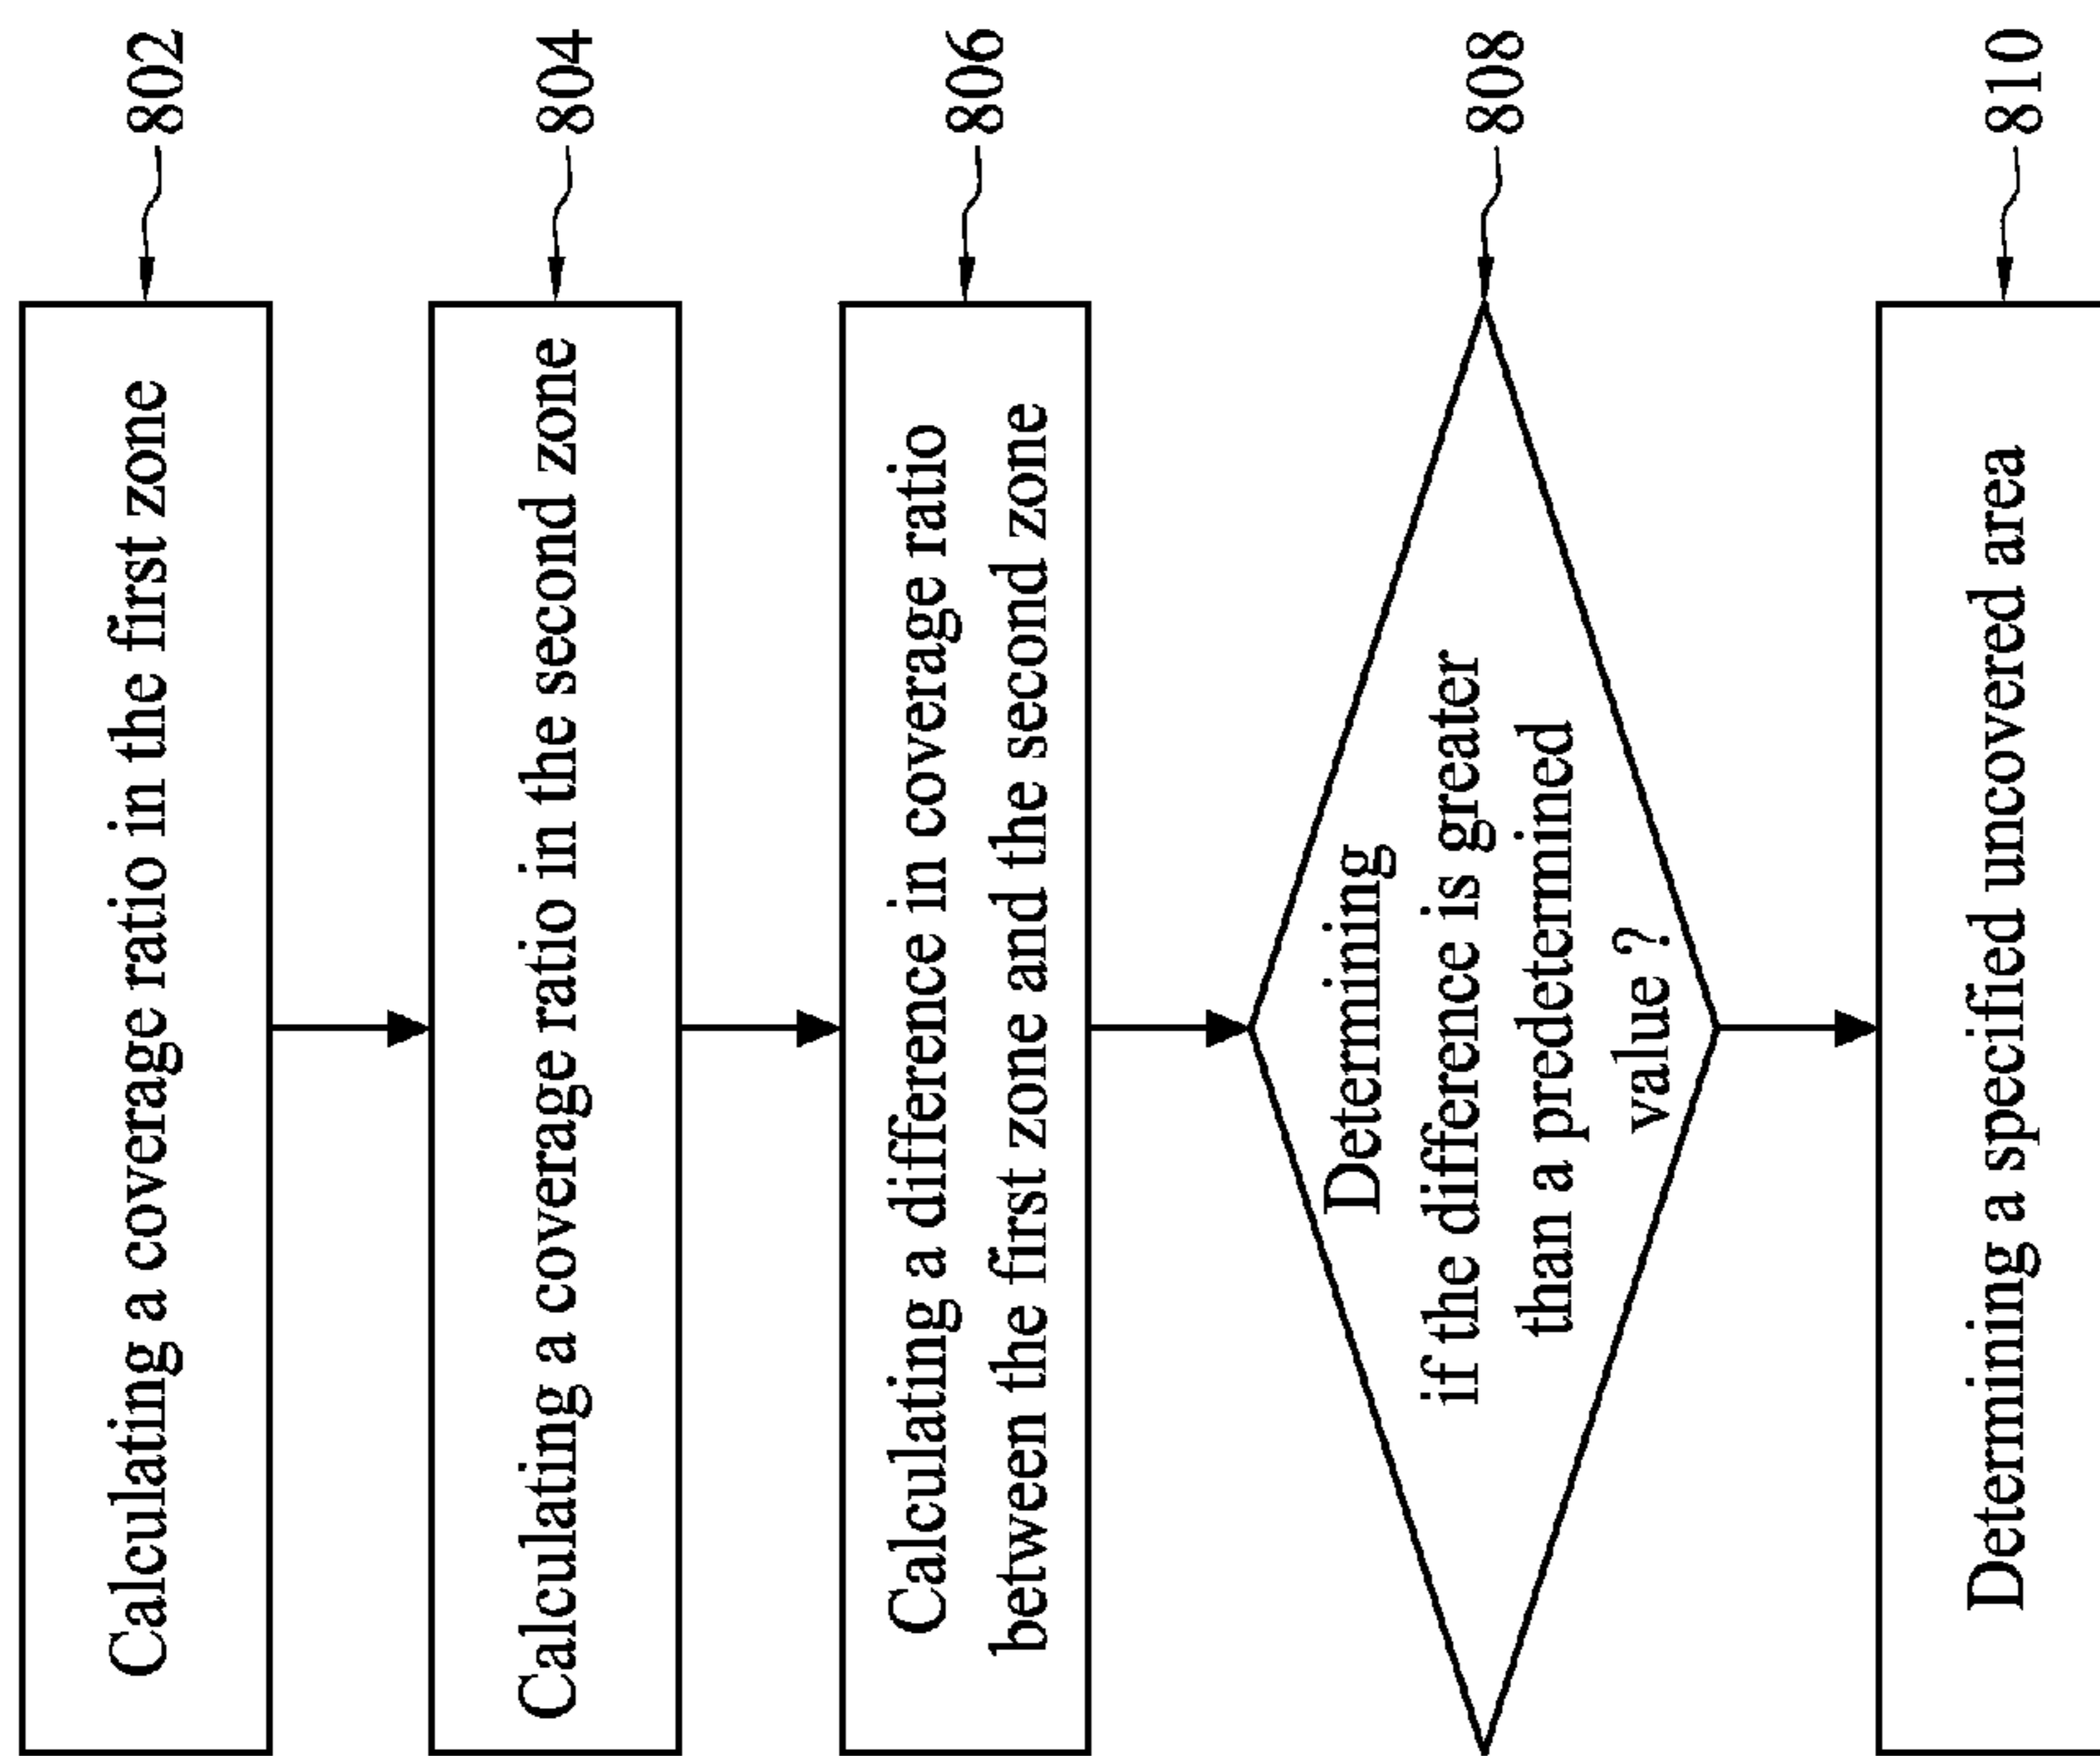 Calculating a coverage ratio in the first zone
802
Calculating a coverage ratio in the second zone
804
Calculating a difference in coverage ratio
between the first zone and the second zone
806
Determining
if the difference is greater
than a predetermined
value ?
808
Determining a specified uncovered area
810